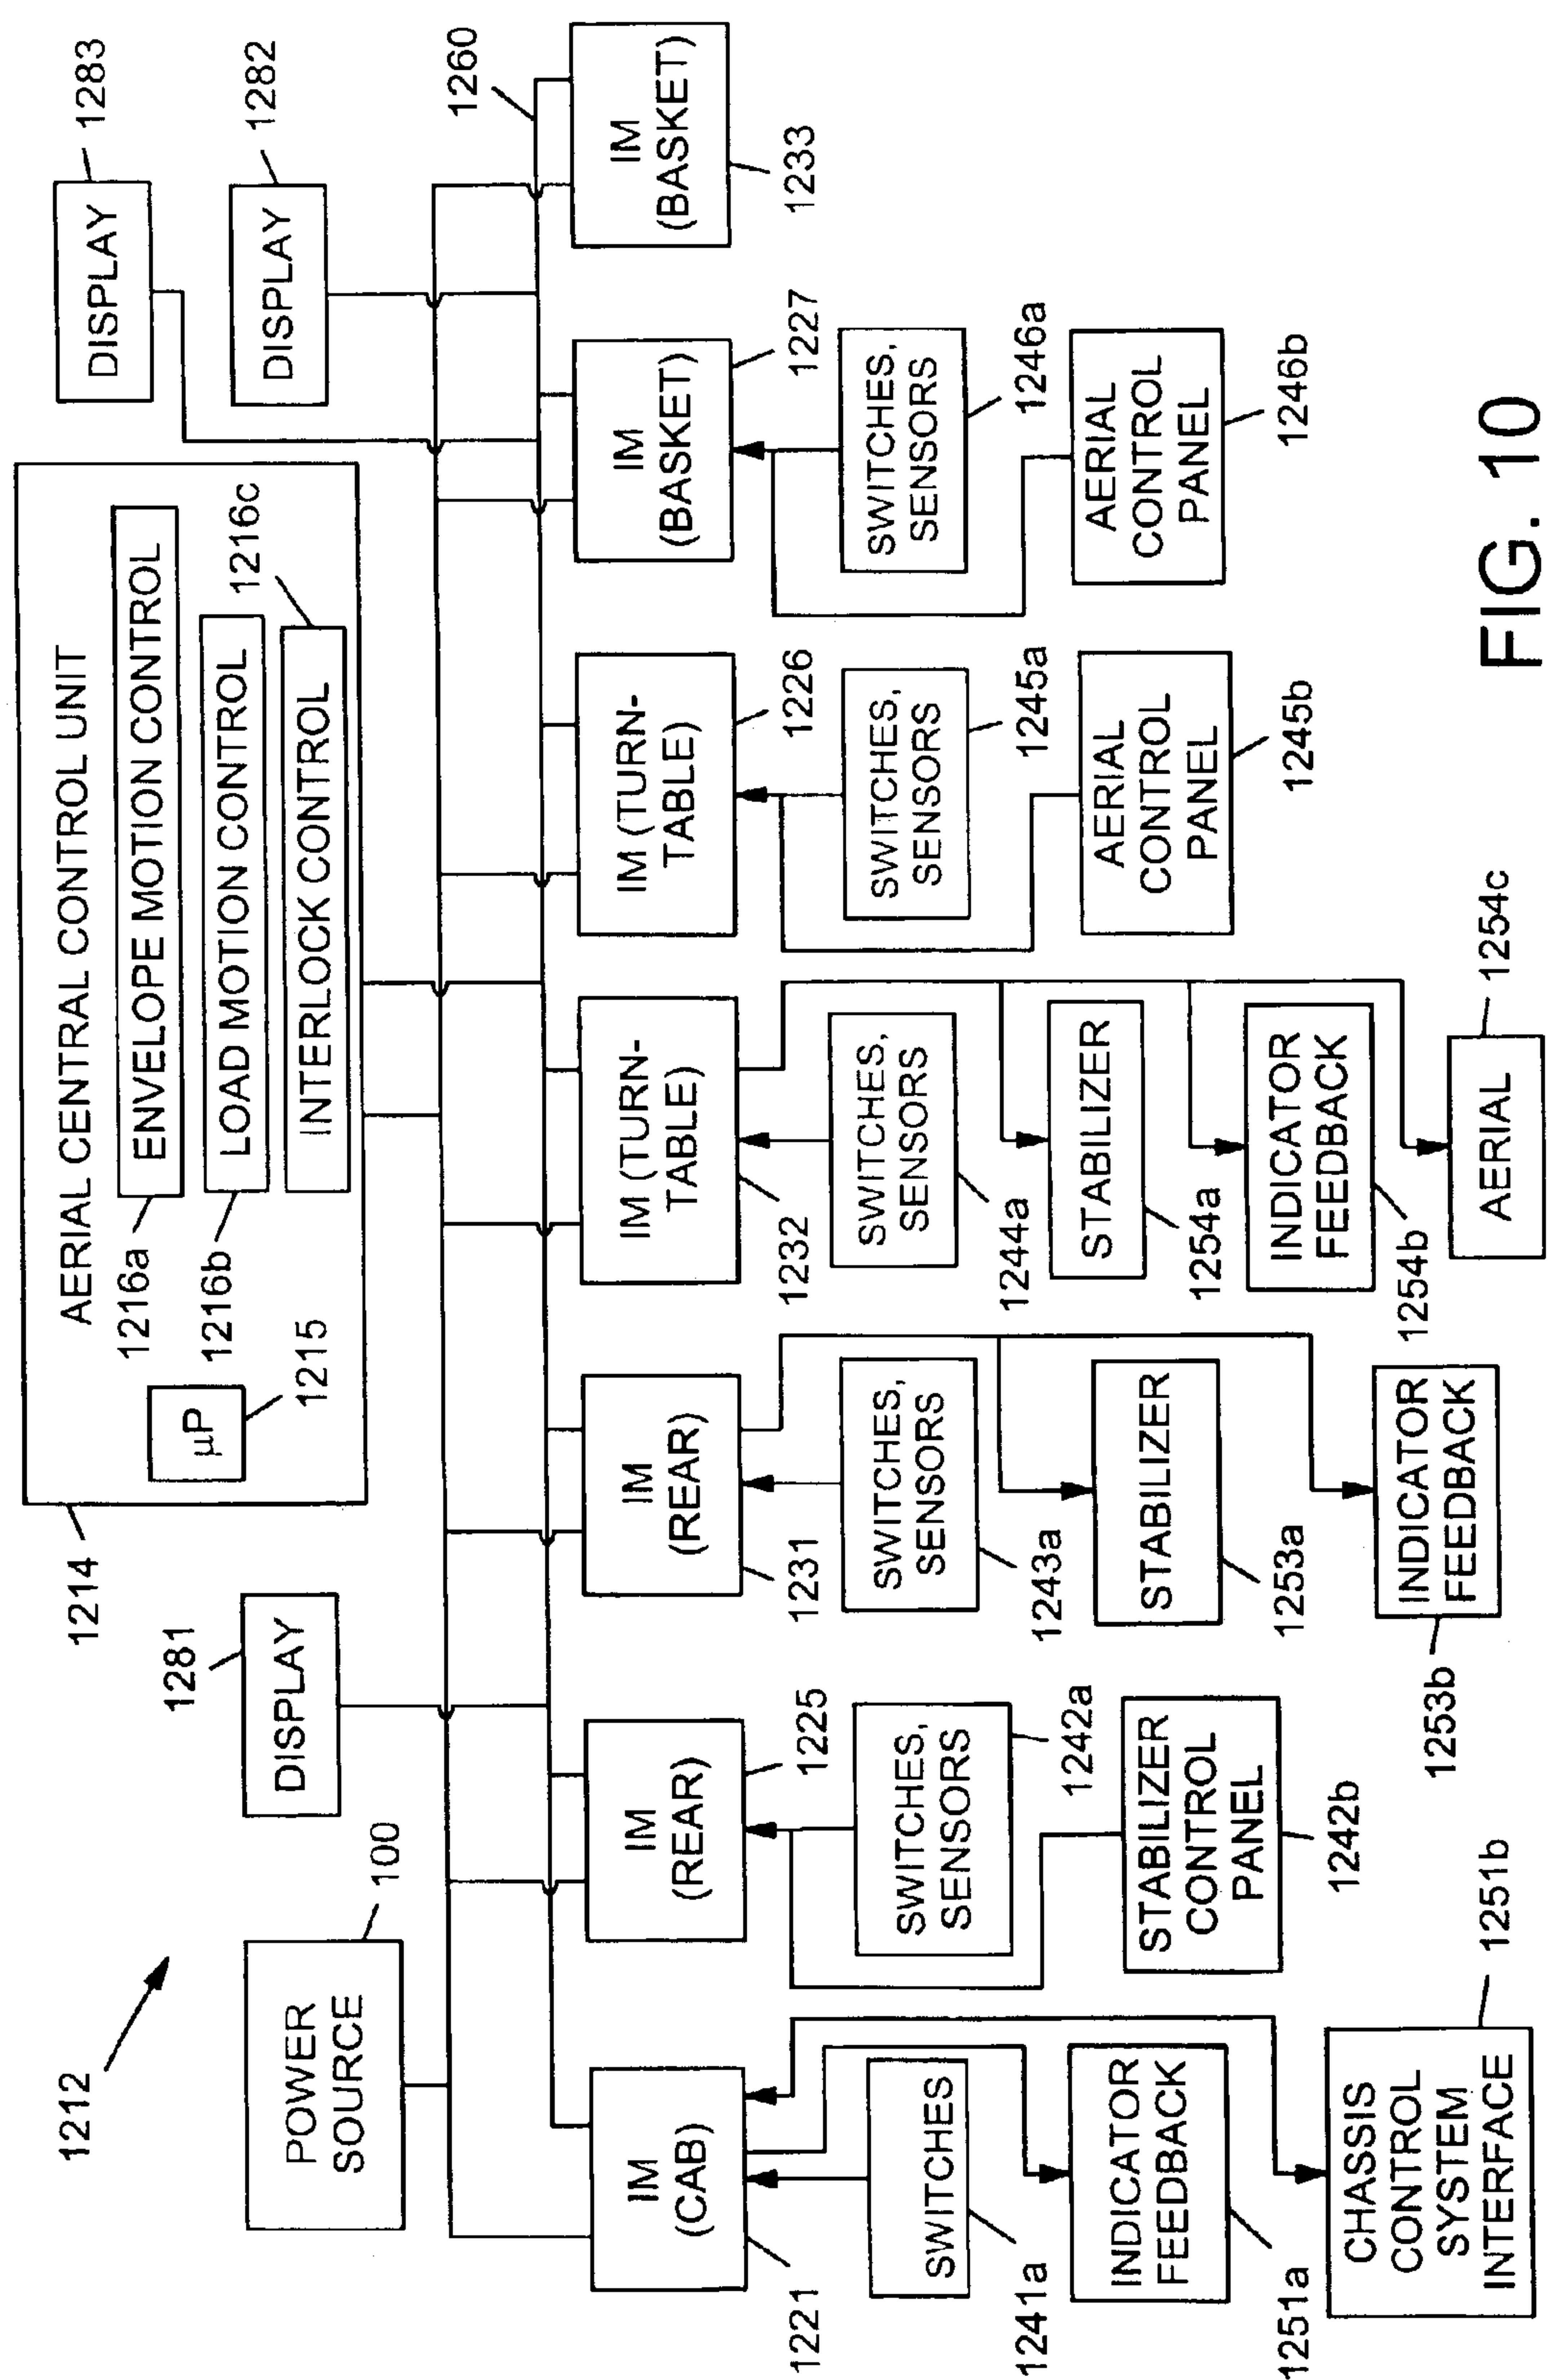 1212
POWER
SOURCE
100
DISPLAY
1281
1214
AERIAL CENTRAL CONTROL UNIT
µP
1215
1216a
ENVELOPE MOTION CONTROL
1216b
LOAD MOTION CONTROL
INTERLOCK CONTROL
1216c
DISPLAY
1283
DISPLAY
1282
1260
IM
(CAB)
1221
IM
(REAR)
1225
IM
(REAR)
1231
IM (TURN-
TABLE)
1232
IM (TURN-
TABLE)
1226
IM
(BASKET)
1227
IM
(BASKET)
1233
SWITCHES
1241a
INDICATOR
FEEDBACK
1251a
CHASSIS
CONTROL
SYSTEM
INTERFACE
1251b
SWITCHES,
SENSORS
1242a
STABILIZER
CONTROL
PANEL
1242b
SWITCHES,
SENSORS
1243a
STABILIZER
1253a
INDICATOR
FEEDBACK
1253b
SWITCHES,
SENSORS
1244a
STABILIZER
1254a
INDICATOR
FEEDBACK
1254b
AERIAL
1254c
SWITCHES,
SENSORS
1245a
AERIAL
CONTROL
PANEL
1245b
SWITCHES,
SENSORS
1246a
AERIAL
CONTROL
PANEL
1246b
FIG. 10